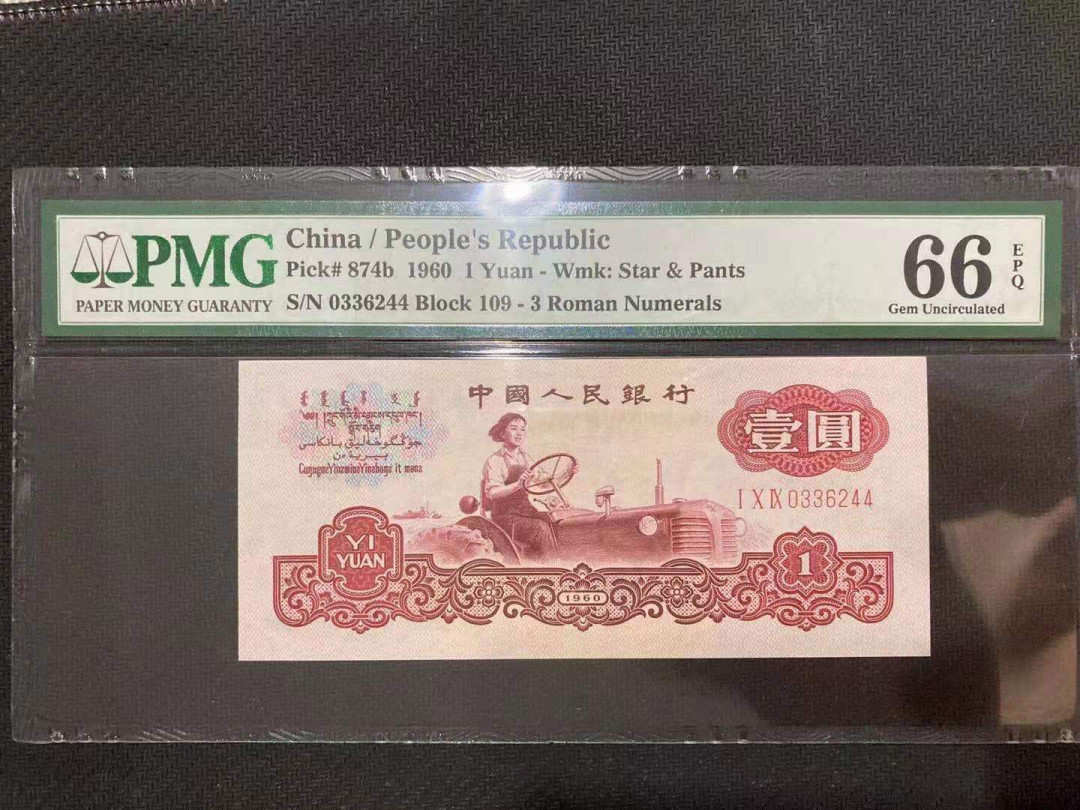 PMG
PAPER MONEY GUARANTY
China / People's Republic
Pick# 874b 1960 1 Yuan - Wmk: Star & Pants
S/N 0336244 Block 109 - 3 Roman Numerals
66
EPQ
Gem Uncirculated
中國人民銀行
壹圓
I X IX 0336244
YI
YUAN
1960
1